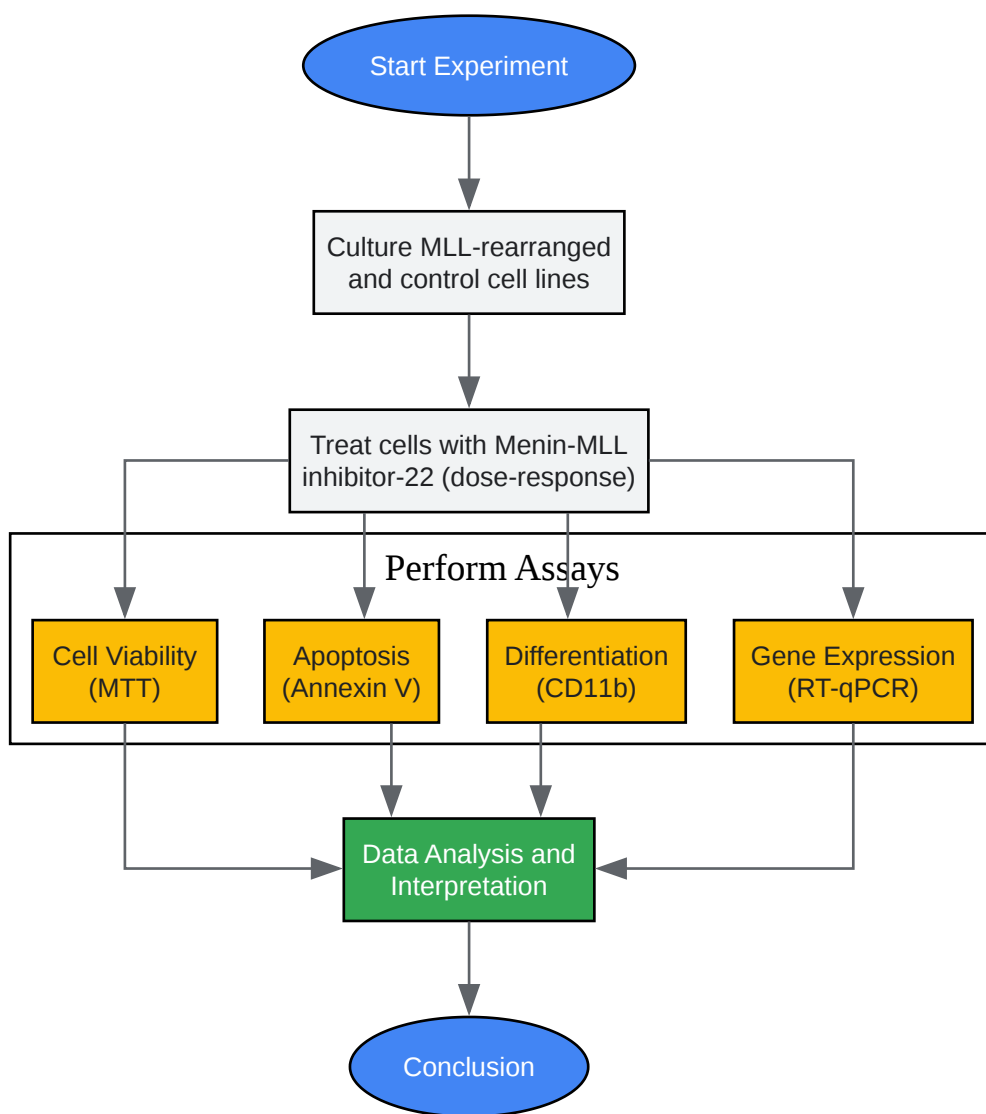 Start Experiment
Culture MLL-rearranged
and control cell lines
Treat cells with Menin-MLL
inhibitor-22 (dose-response)
Perform Assays
Cell Viability
(MTT)
Apoptosis
(Annexin V)
Differentiation
(CD11b)
Gene Expression
(RT-qPCR)
Data Analysis and
Interpretation
Conclusion